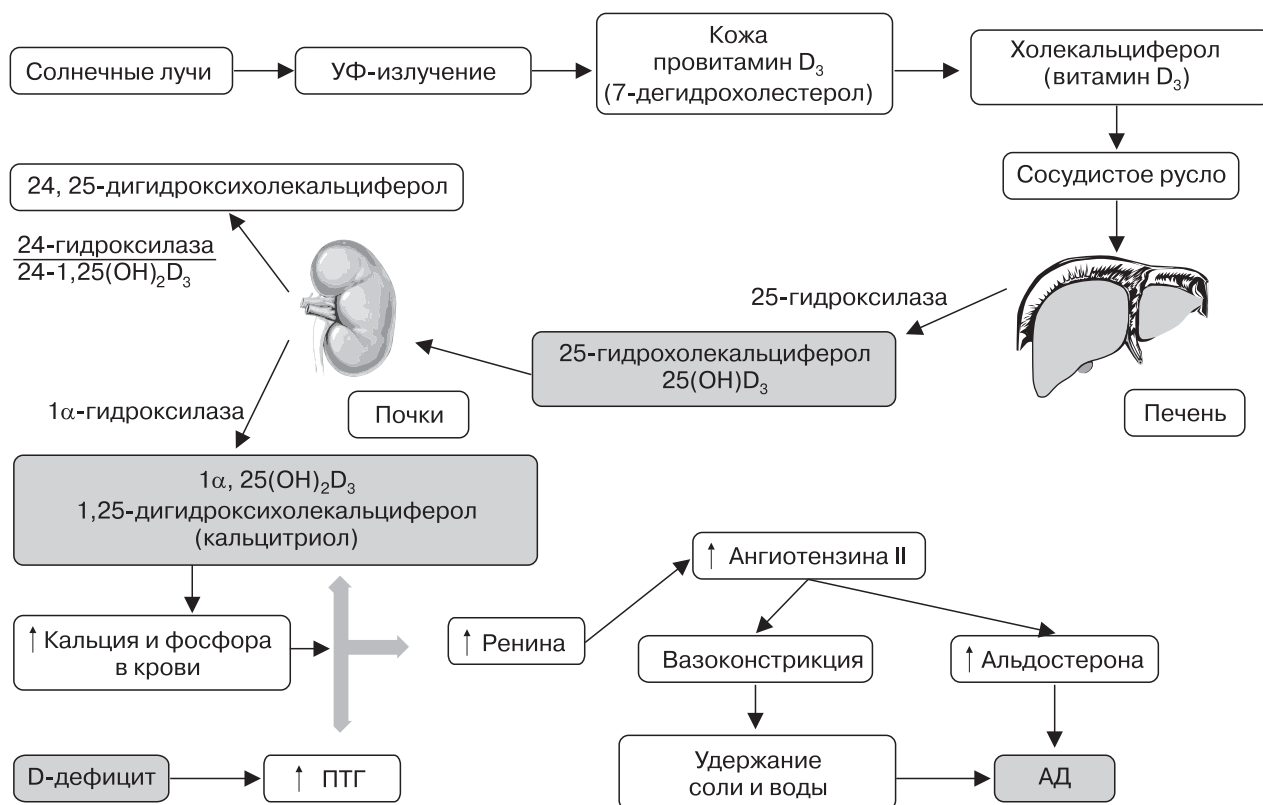 Солнечные лучи
УФ-излучение
Кожа
провитамин D₃
(7-дегидрохолестерол)
Холекальциферол
(витамин D₃)
Сосудистое русло
24, 25-дигидроксихолекальциферол
24-гидроксилаза
24-1,25(OH)₂D₃
25-гидроксилаза
25-гидрохолекальциферол
25(OH)D₃
Почки
Печень
1α-гидроксилаза
1α, 25(OH)₂D₃
1,25-дигидроксихолекальциферол
(кальцитриол)
↑ Ангиотензина II
↑ Кальция и фосфора
в крови
↑ Ренина
Вазоконстрикция
↑ Альдостерона
D-дефицит
↑ ПТГ
Удержание
соли и воды
АД